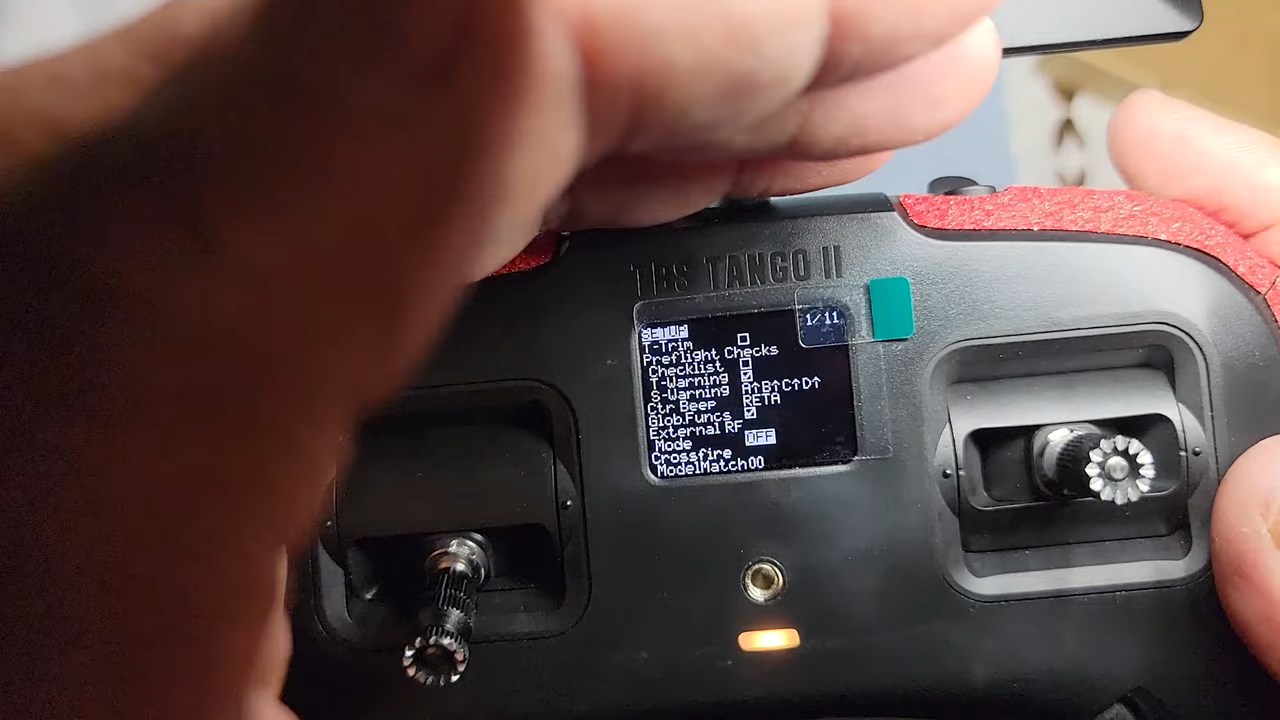 TBS TANGO II
SETUP 1/11
T-Trim
Preflight Checks
Checklist
T-Warning
S-Warning A↑B↑C↑D↑
Ctr Beep RETA
Glob.Funcs
External RF
Mode OFF
Crossfire
ModelMatch00